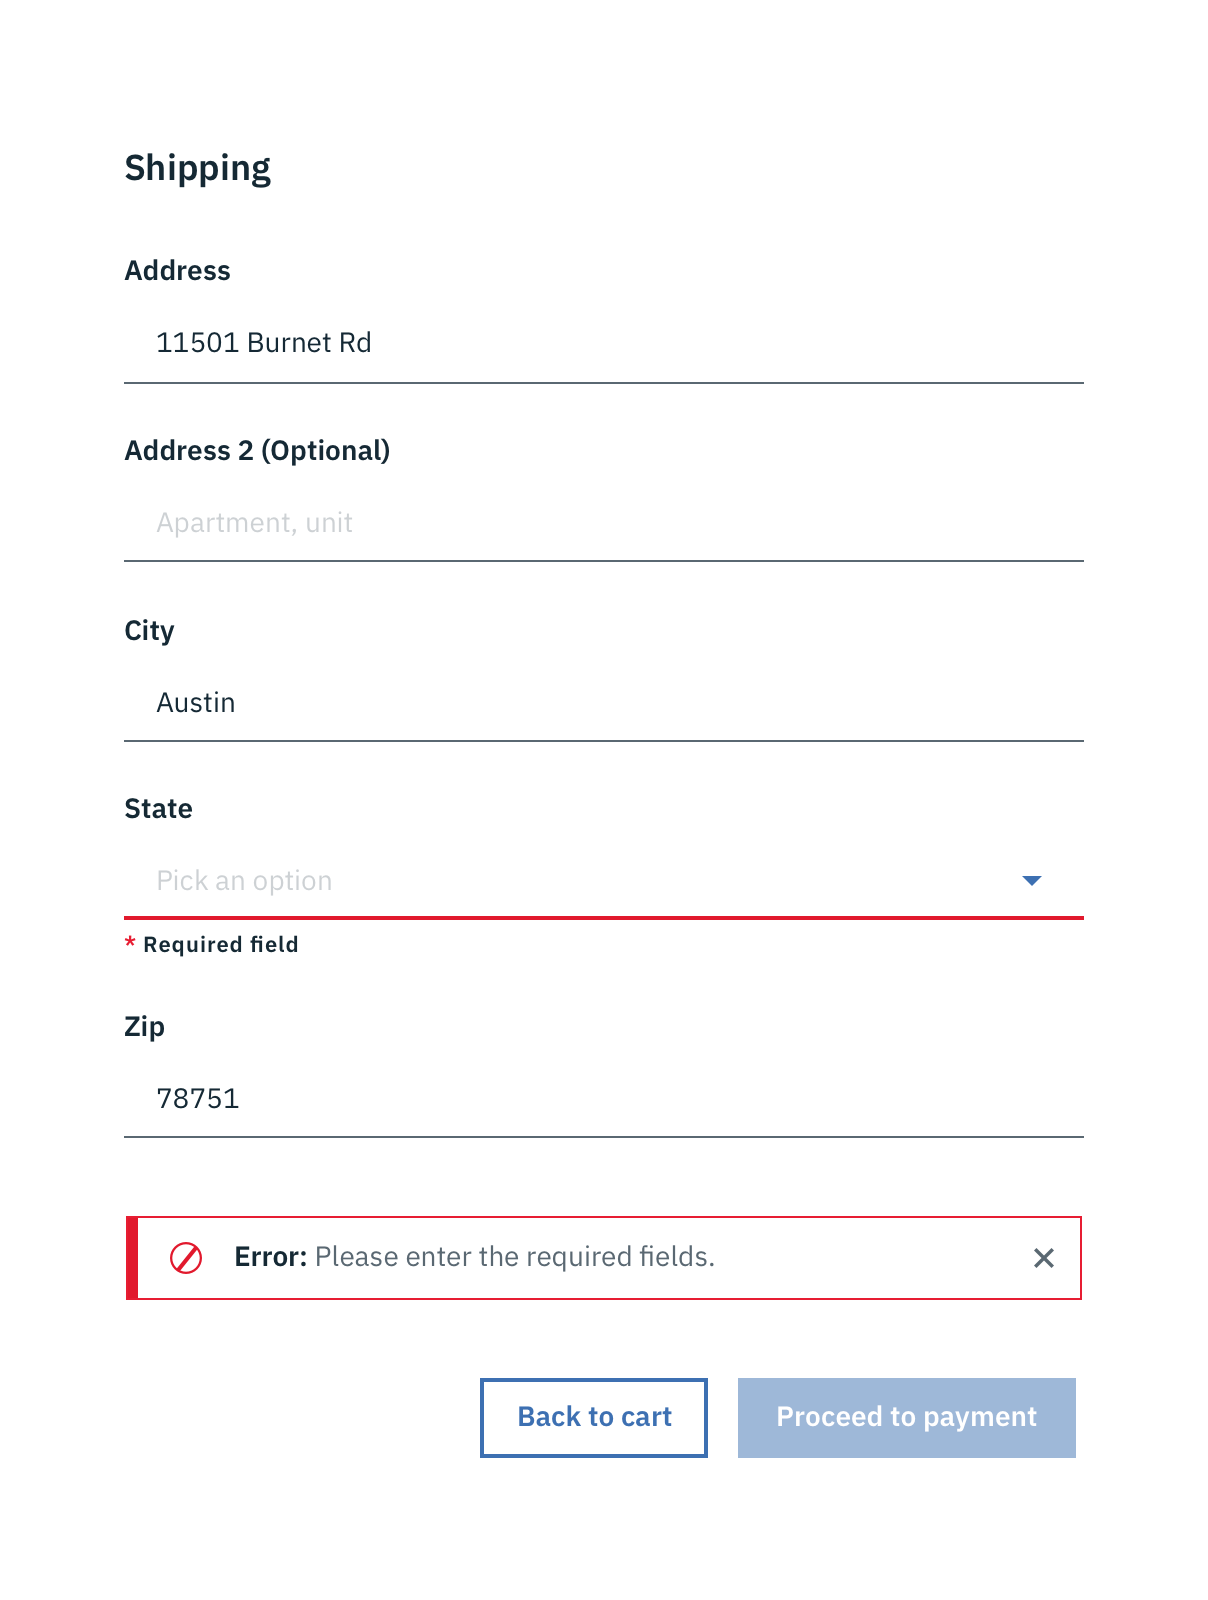 Shipping
Address
11501 Burnet Rd
Address 2 (Optional)
Apartment, unit
City
Austin
State
Pick an option
* Required field
Zip
78751
Error: Please enter the required fields.
Back to cart
Proceed to payment